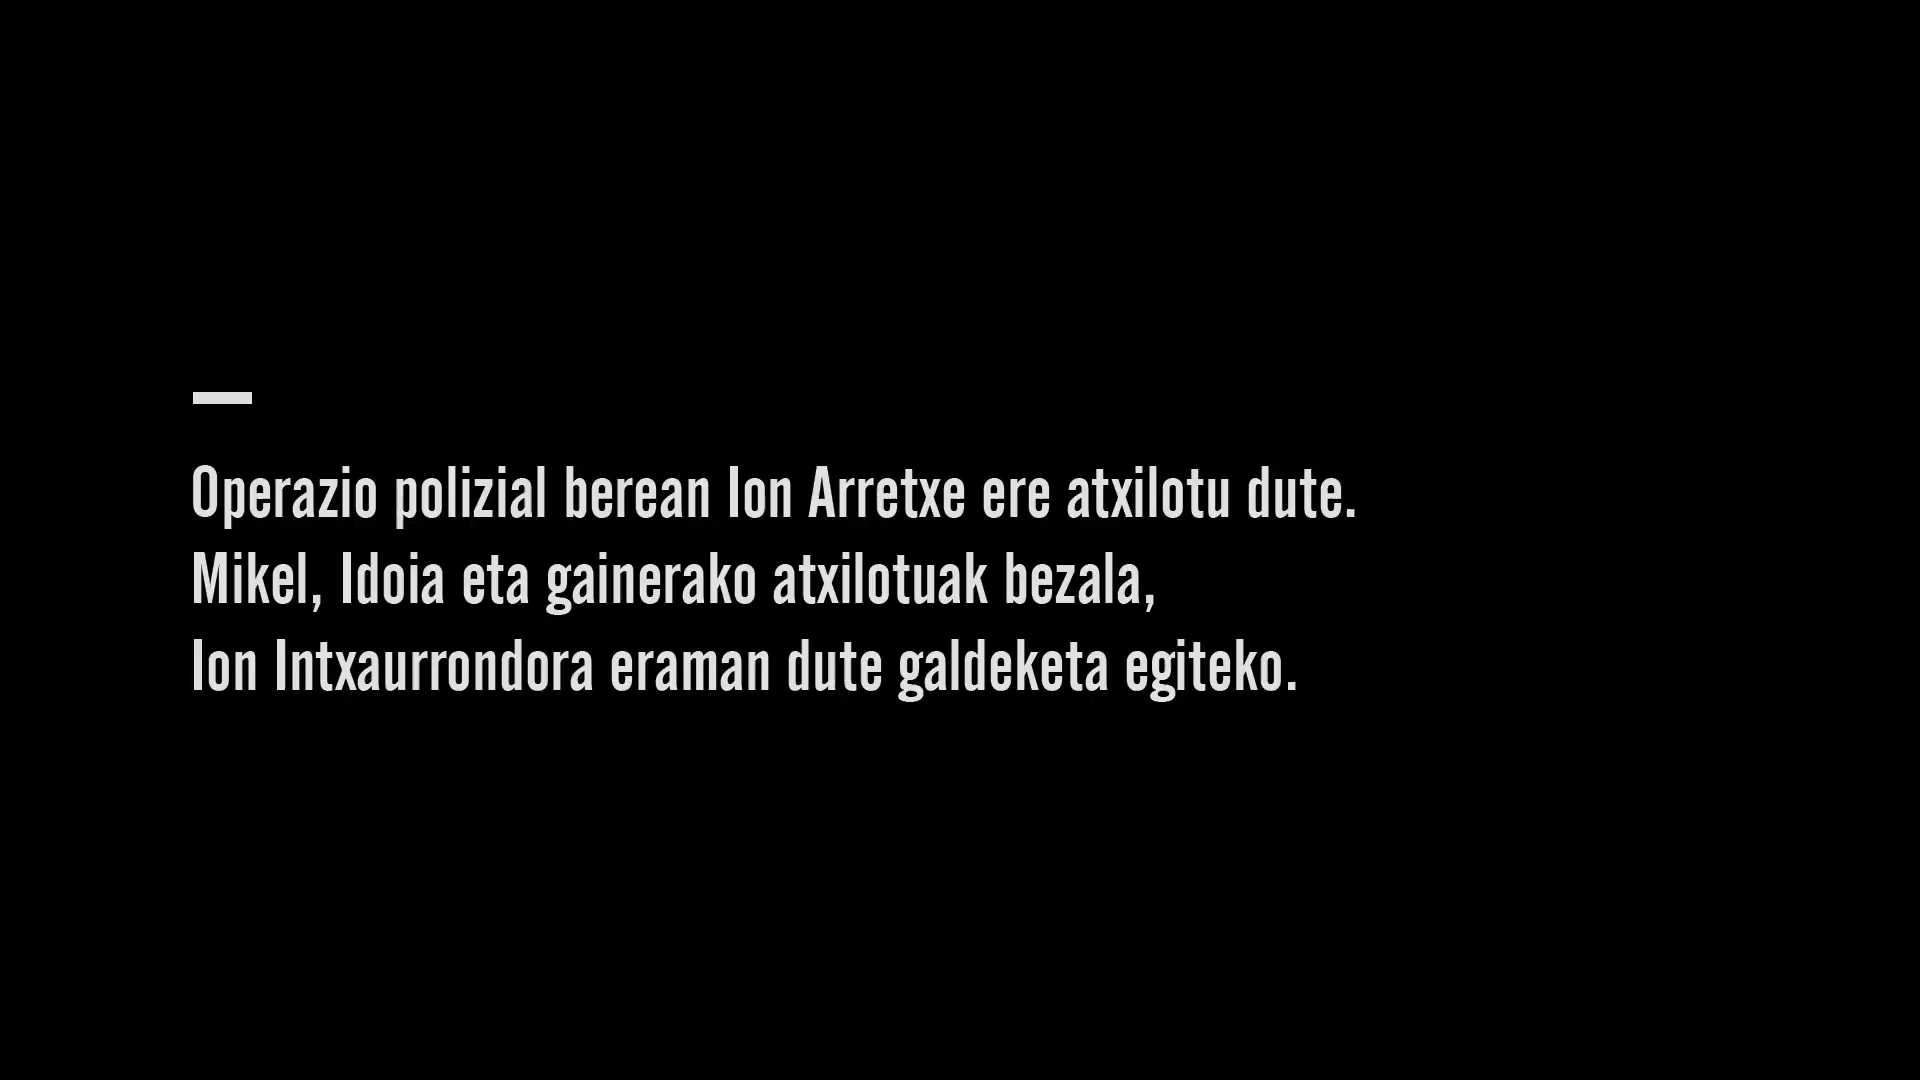 Operazio polizial berean Ion Arretxe ere atxilotu dute.
Mikel, Idoia eta gainerako atxilotuak bezala,
Ion Intxaurrondora eraman dute galdeketa egiteko.